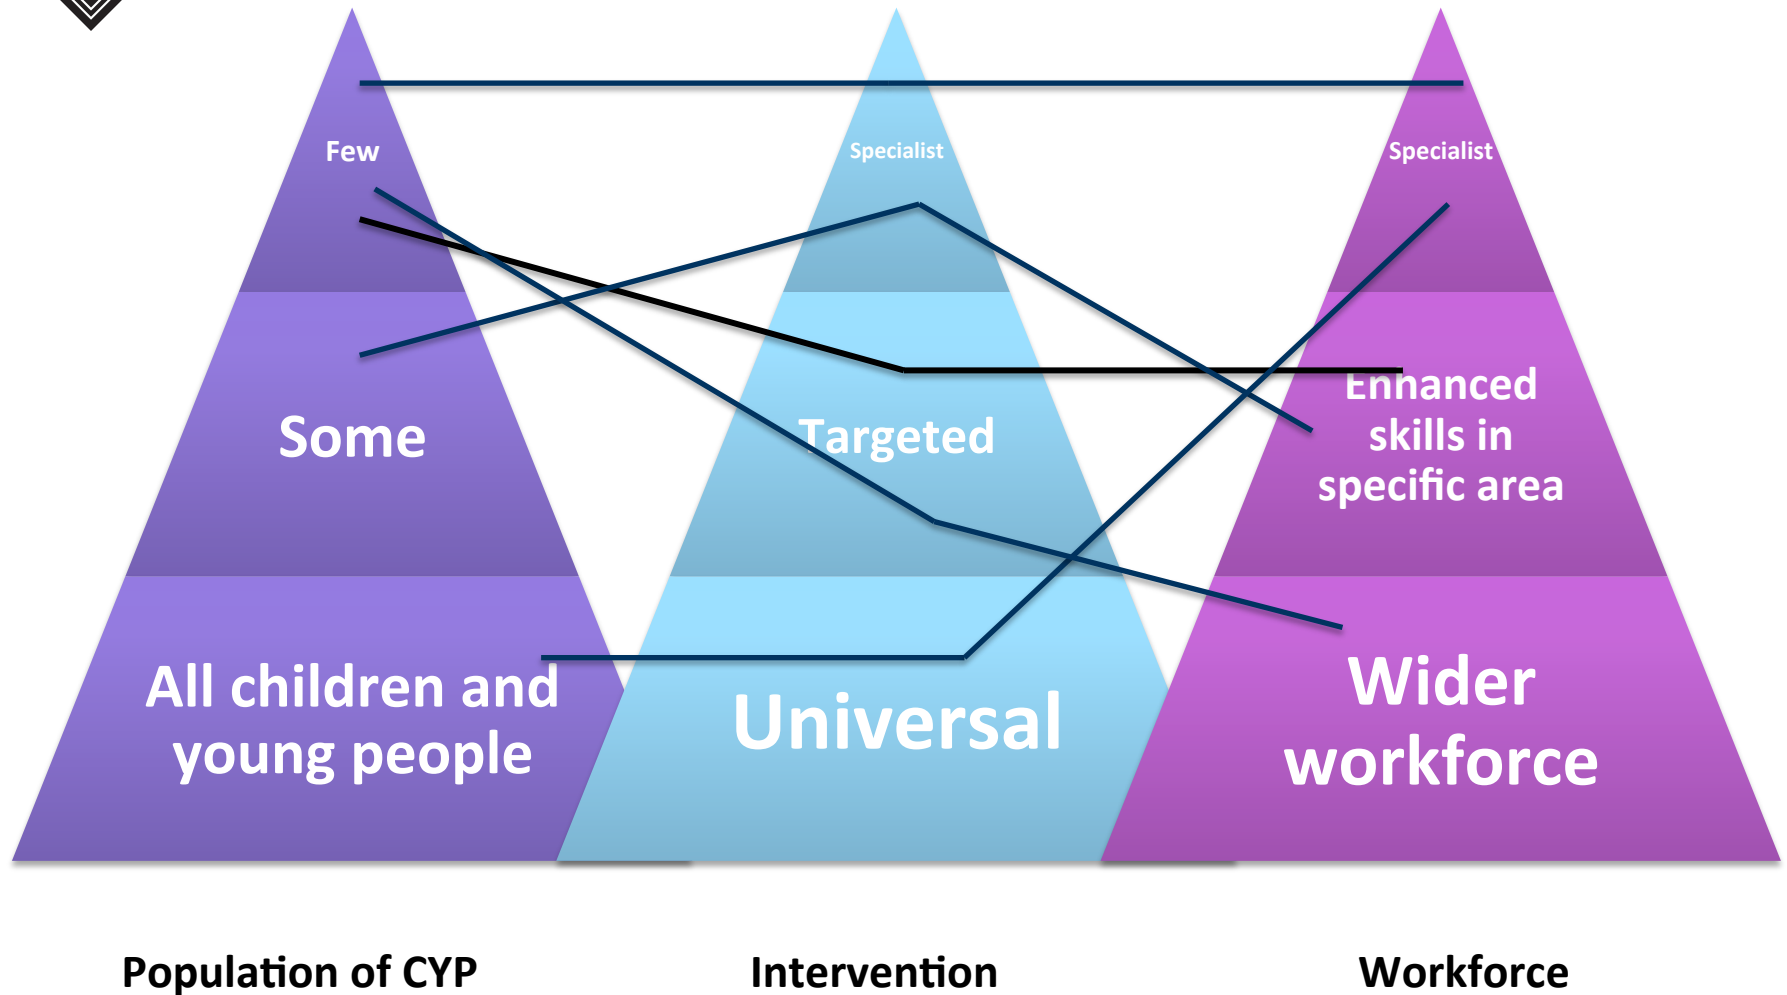 Few
Specialist
Specialist
Some
Targeted
Enhanced
skills in
specific area
All children and
young people
Universal
Wider
workforce
Population of CYP
Intervention
Workforce